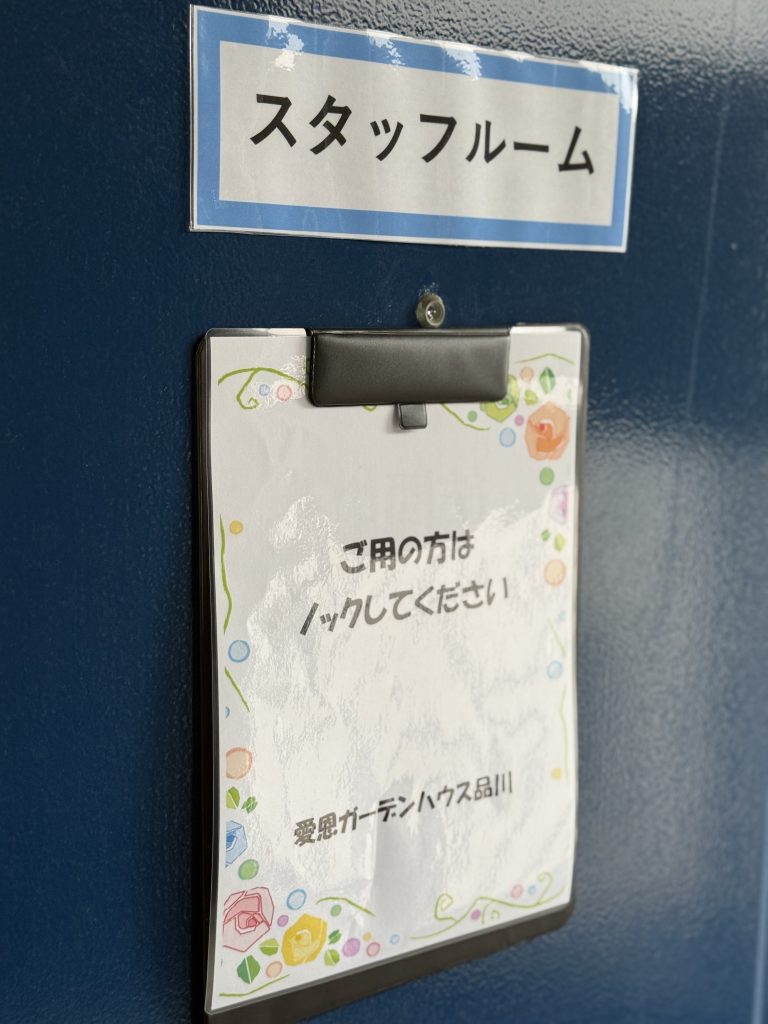 スタッフルーム
ご用の方は
ノックしてください
愛恩ガーデンハウス品川